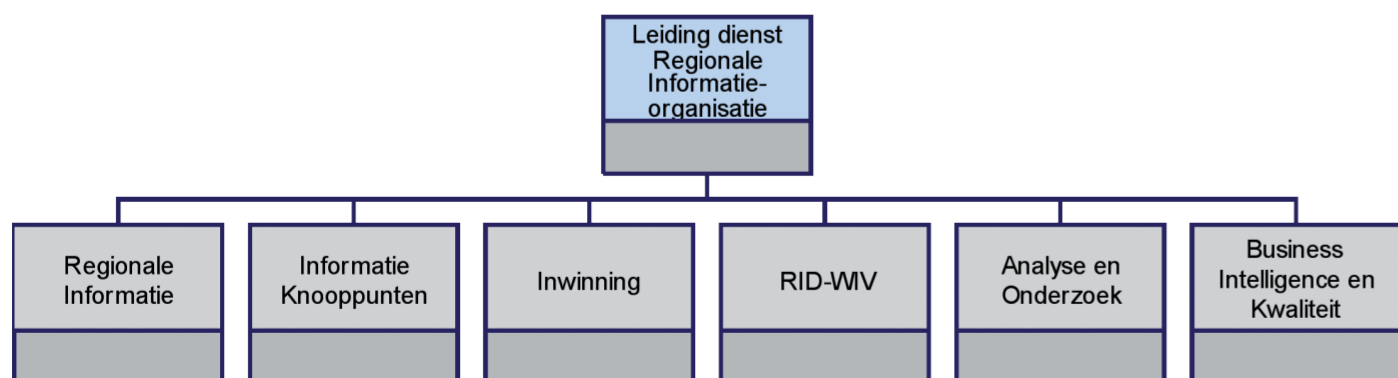 Leiding dienst
Regionale
Informatie-
organisatie
Regionale
Informatie
Informatie
Knooppunten
Inwinning
RID-WIV
Analyse en
Onderzoek
Business
Intelligence en
Kwaliteit